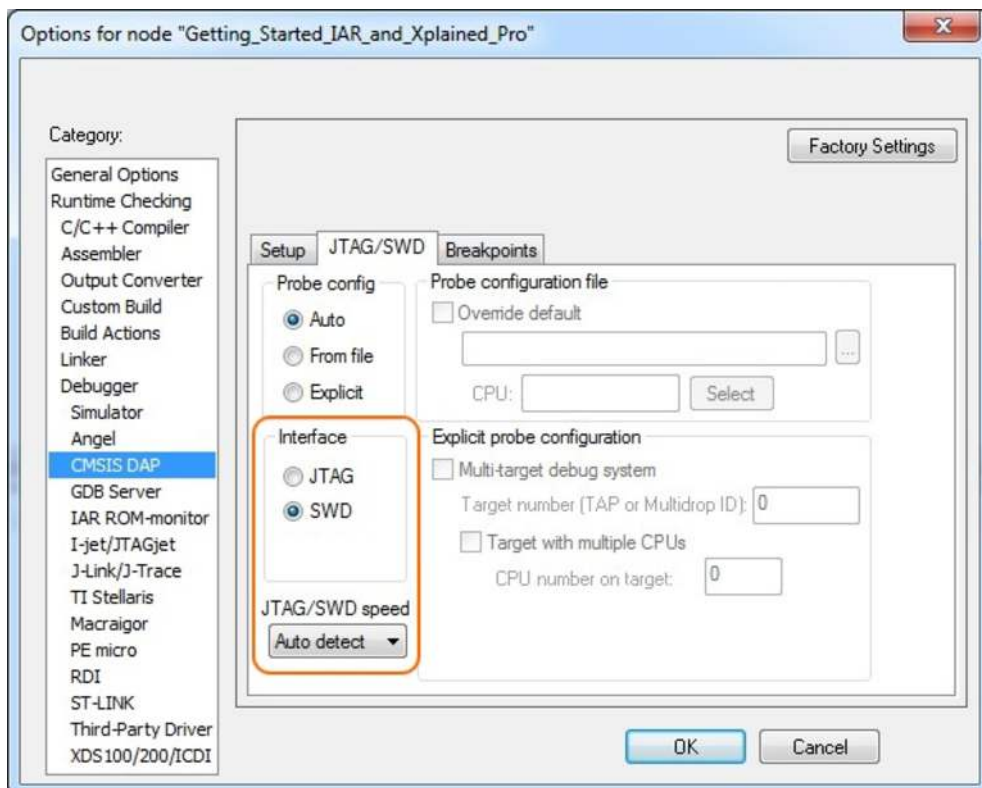 Options for node "Getting_Started_IAR_and_Xplained_Pro"
Category:
Factory Settings
General Options
Runtime Checking
C/C++ Compiler
Assembler
Output Converter
Custom Build
Build Actions
Linker
Debugger
Simulator
Angel
CMSIS DAP
GDB Server
IAR ROM-monitor
I-jet/JTAGjet
J-Link/J-Trace
TI Stellaris
Macraigor
PE micro
RDI
ST-LINK
Third-Party Driver
XDS100/200/ICDI
Setup JTAG/SWD Breakpoints
Probe config
Auto
From file
Explicit
Probe configuration file
Override default
...
CPU: Select
Interface
JTAG
SWD
JTAG/SWD speed
Auto detect
Explicit probe configuration
Multi-target debug system
Target number (TAP or Multidrop ID): 0
Target with multiple CPUs
CPU number on target: 0
OK Cancel